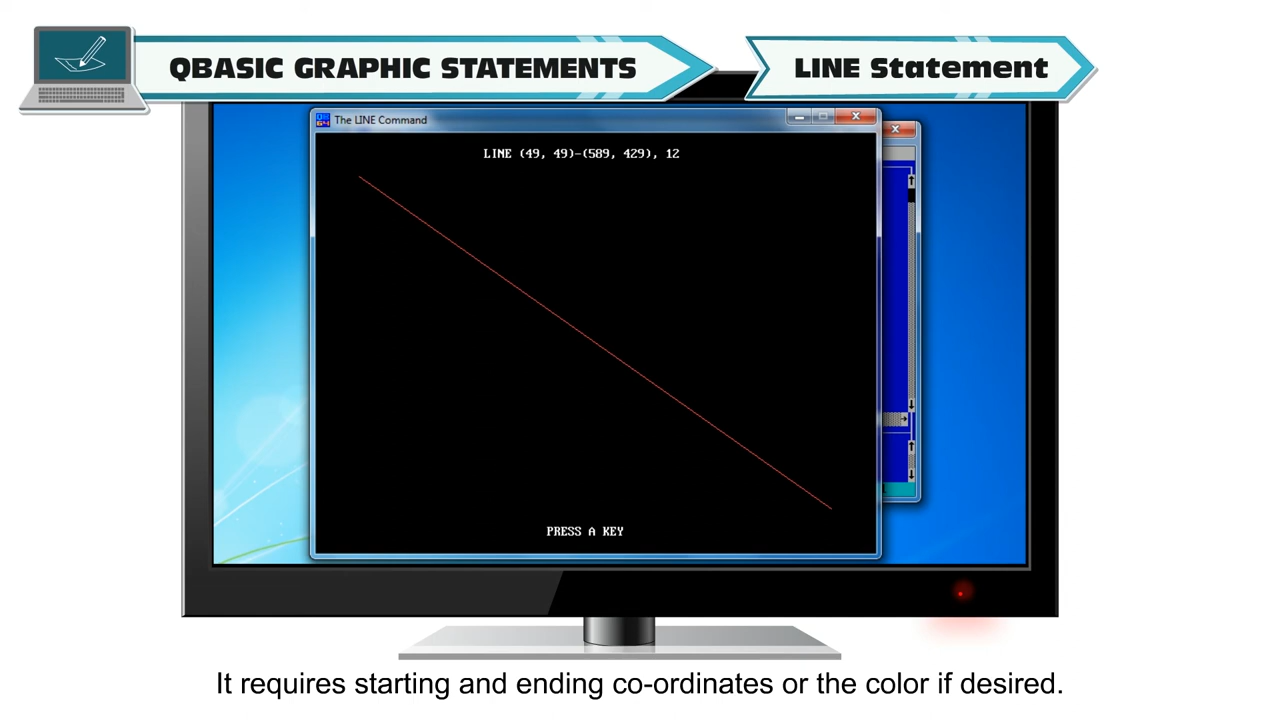 QBASIC GRAPHIC STATEMENTS
LINE Statement
The LINE Command
LINE (49, 49)-(589, 429), 12
PRESS A KEY
It requires starting and ending co-ordinates or the color if desired.